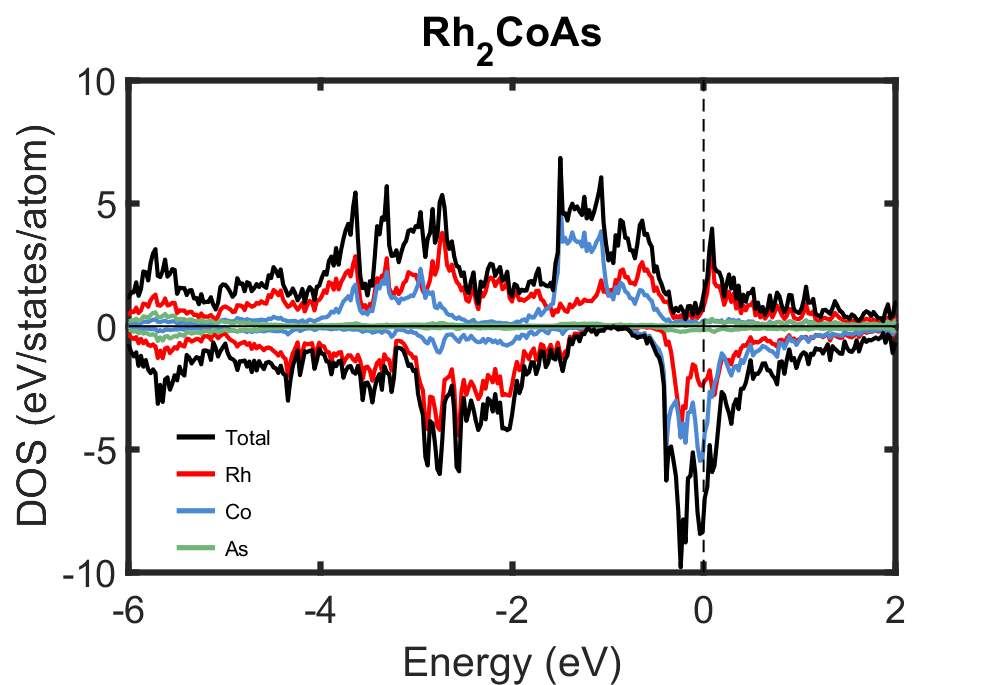 Rh2CoAs
10
5
0
-5
-10
DOS (eV/states/atom)
Total
Rh
Co
As
-6 -4 -2 0 2
Energy (eV)